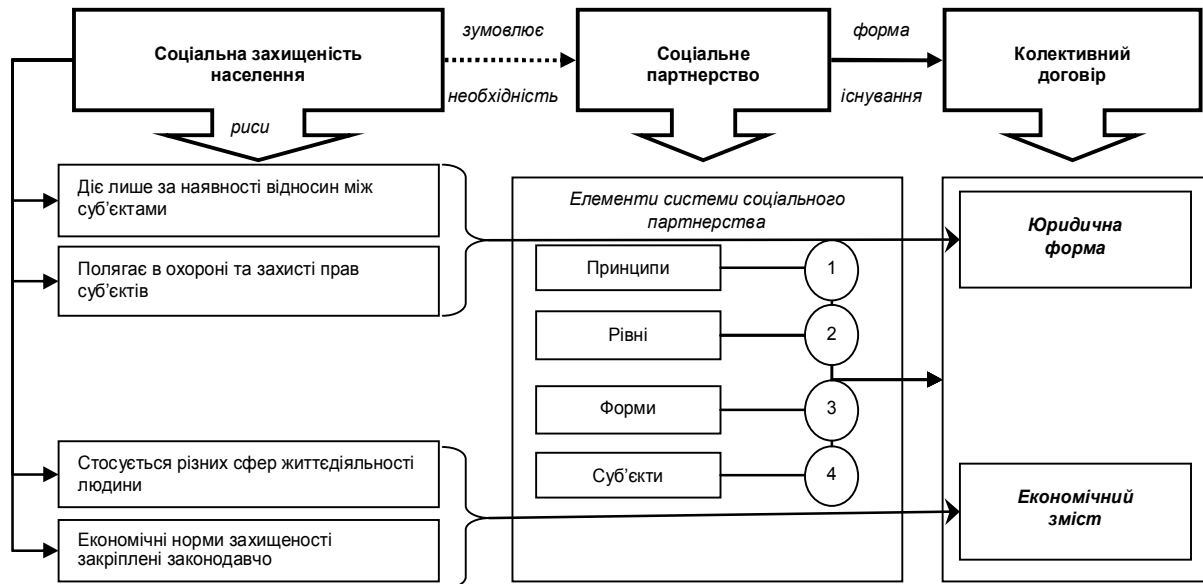 Соціальна захищеність
населення
зумовлює
необхідність
Соціальне
партнерство
форма
існування
Колективний
договір
риси
Діє лише за наявності відносин між
суб’єктами
Полягає в охороні та захисті прав
суб’єктів
Стосується різних сфер життєдіяльності
людини
Економічні норми захищеності
закріплені законодавчо
Елементи системи соціального
партнерства
Принципи
1
Рівні
2
Форми
3
Суб’єкти
4
Юридична
форма
Економічний
зміст